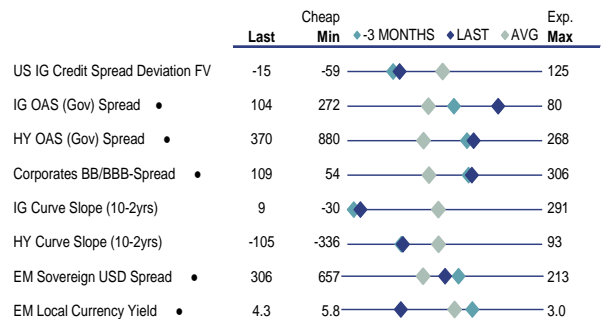 Cheap Exp.
Last Min -3 MONTHS LAST AVG Max
US IG Credit Spread Deviation FV -15 -59 125
IG OAS (Gov) Spread • 104 272 80
HY OAS (Gov) Spread • 370 880 268
Corporates BB/BBB-Spread • 109 54 306
IG Curve Slope (10-2yrs) 9 -30 291
HY Curve Slope (10-2yrs) -105 -336 93
EM Sovereign USD Spread • 306 657 213
EM Local Currency Yield • 4.3 5.8 3.0